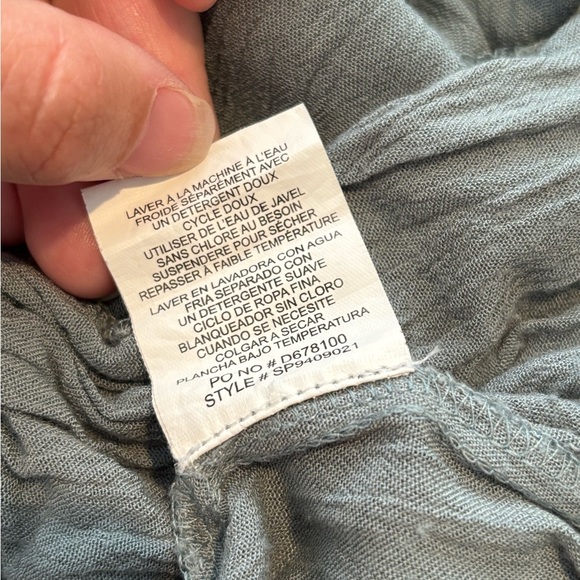 LAVER À LA MACHINE À L'EAU
FROIDE SÉPARÉMENT AVEC
UN DETERGENT DOUX
CYCLE DOUX
UTILISER DE L'EAU DE JAVEL
SANS CHLORE AU BESOIN
SUSPENDERE POUR SÉCHER
REPASSER À FAIBLE TEMPÉRATURE
LAVER EN LAVADORA CON AGUA
FRIA SEPARADO CON
UN DETERGENTE SUAVE
CICLO DE ROPA FINA
BLANQUEADOR SIN CLORO
CUANDO SE NECESITE
COLGAR A SECAR
PLANCHA BAJO TEMPERATURA
PO NO # D678100
STYLE# SP9409021